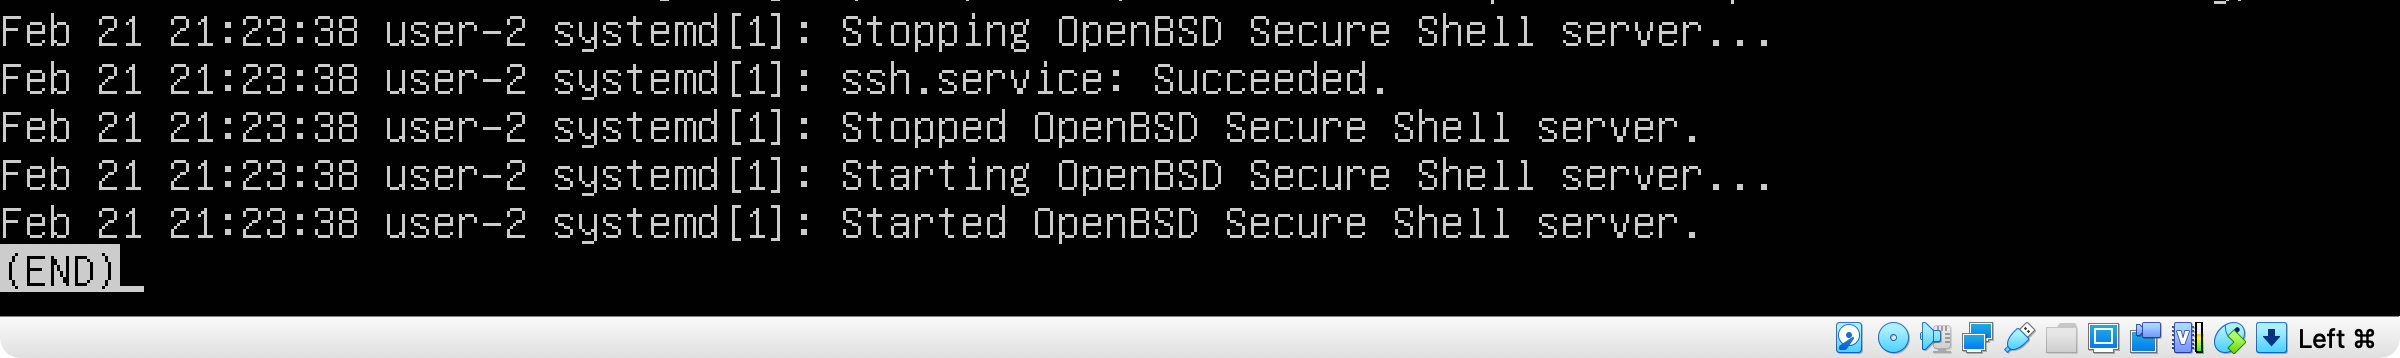 Feb 21 21:23:38 user-2 systemd[1]: Stopping OpenBSD Secure Shell server...
Feb 21 21:23:38 user-2 systemd[1]: ssh.service: Succeeded.
Feb 21 21:23:38 user-2 systemd[1]: Stopped OpenBSD Secure Shell server.
Feb 21 21:23:38 user-2 systemd[1]: Starting OpenBSD Secure Shell server...
Feb 21 21:23:38 user-2 systemd[1]: Started OpenBSD Secure Shell server.
(END)
Left ⌘